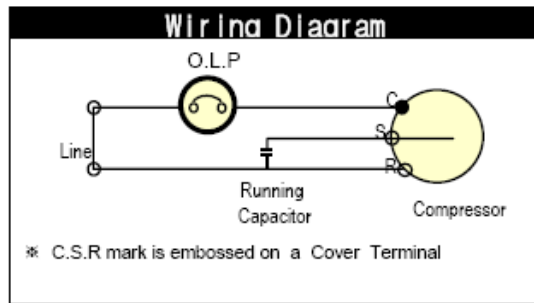 Wiring Diagram
O.L.P
C
S
Line
R
Running
Capacitor
Compressor
※ C.S.R mark is embossed on a Cover Terminal